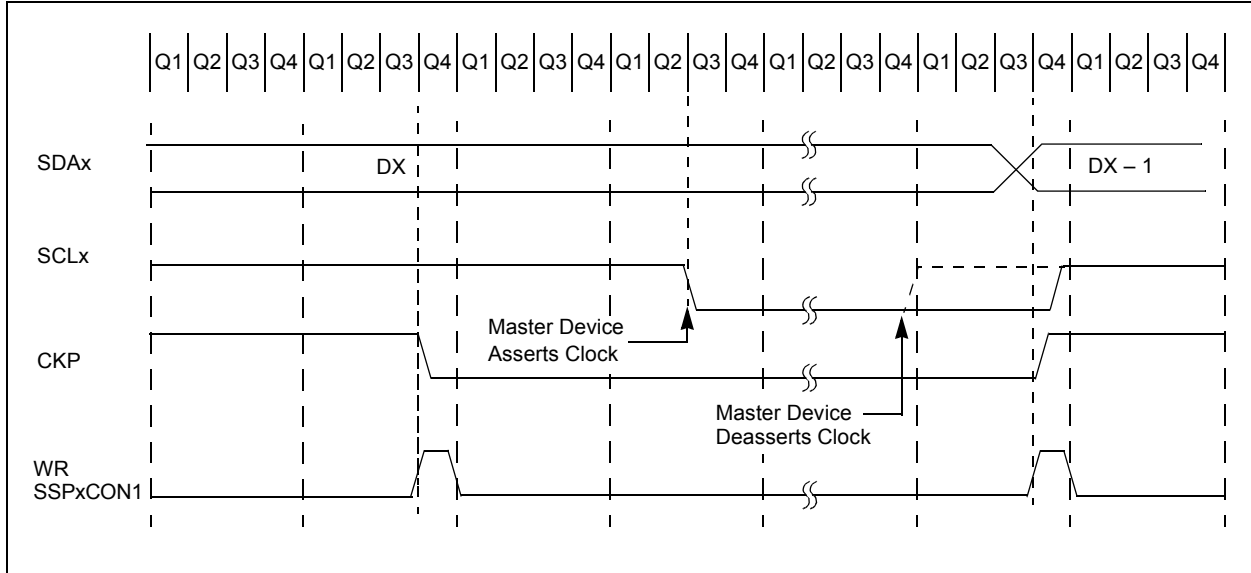 Q1 Q2 Q3 Q4 Q1 Q2 Q3 Q4 Q1 Q2 Q3 Q4 Q1 Q2 Q3 Q4 Q1 Q2 Q3 Q4 Q1 Q2 Q3 Q4 Q1 Q2 Q3 Q4
SDAx
DX
DX – 1
SCLx
Master Device
Asserts Clock
CKP
Master Device
Deasserts Clock
WR
SSPxCON1